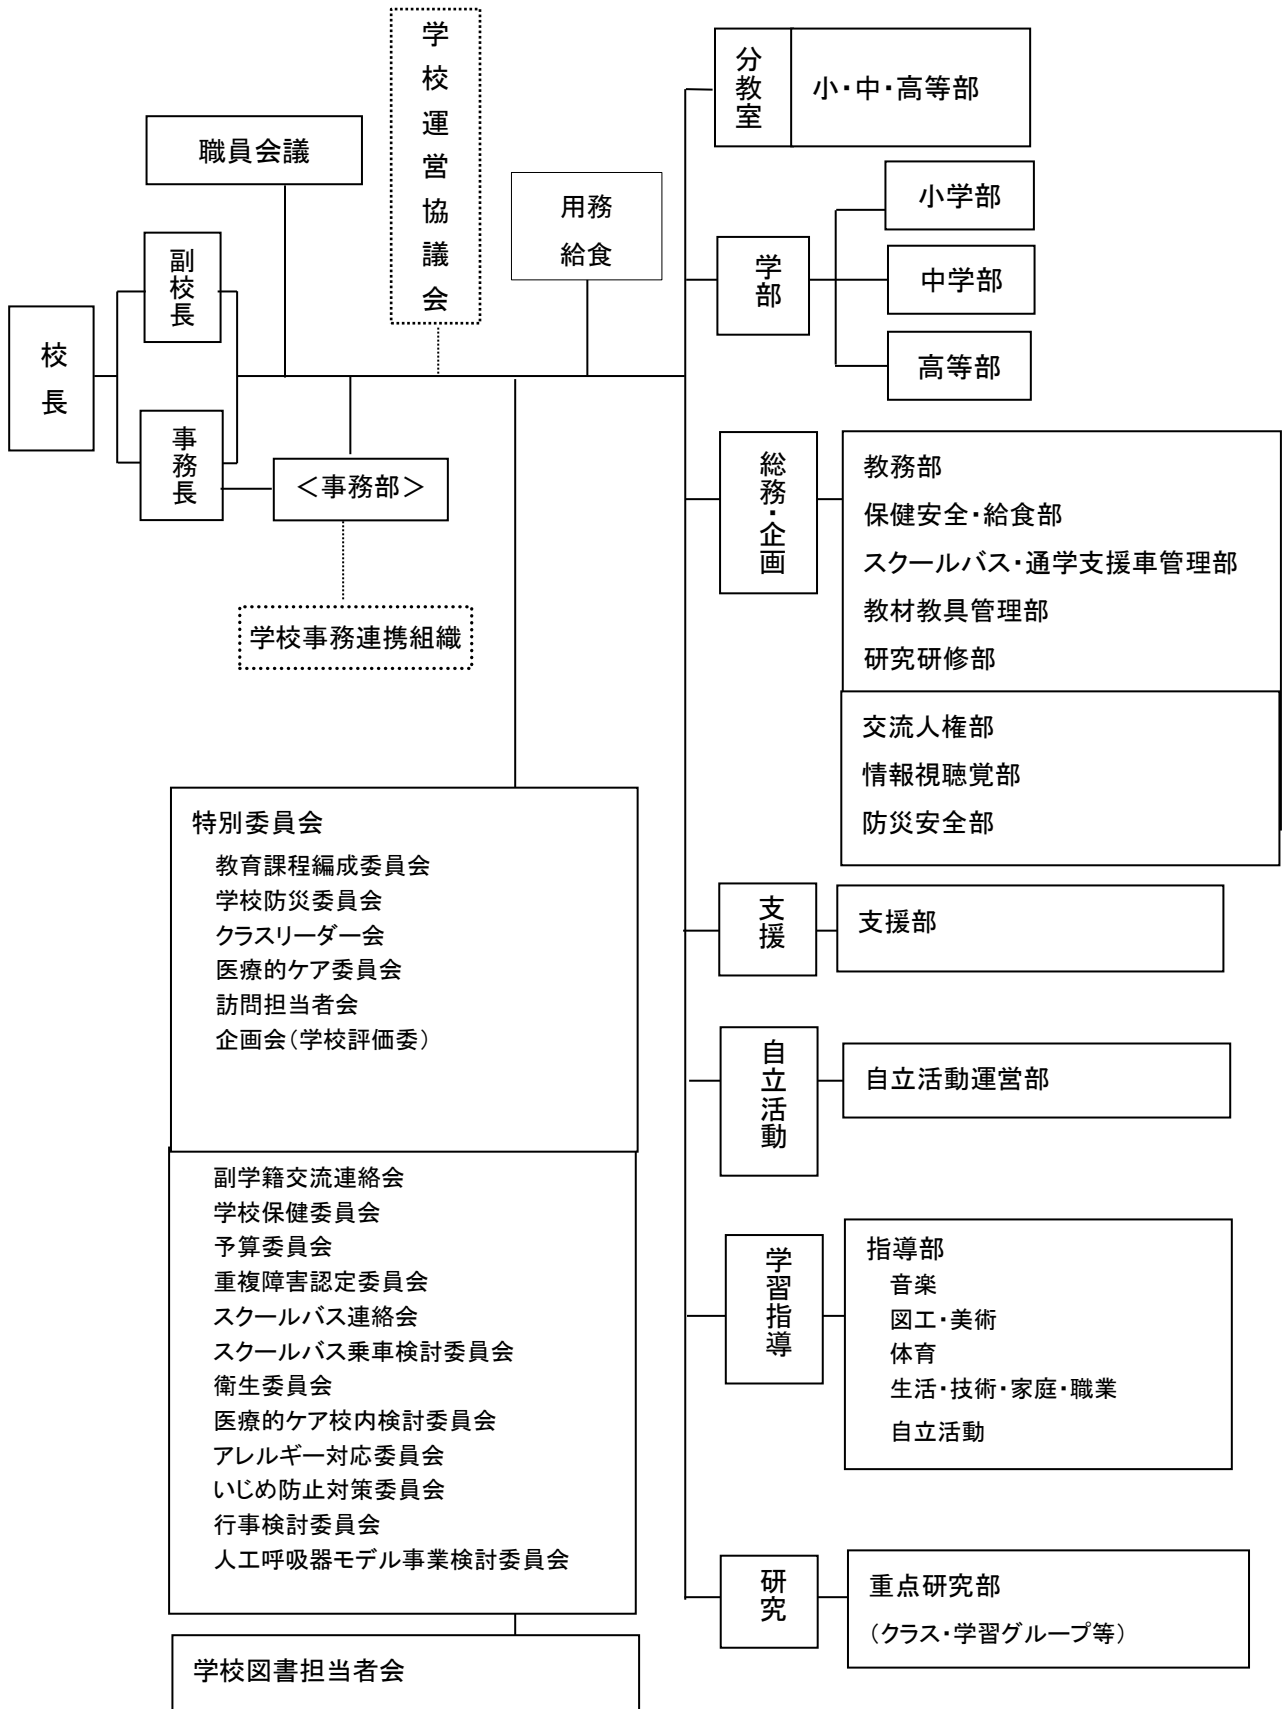 学校運営協議会
職員会議
用務
給食
副校長
校長
事務長
＜事務部＞
学校事務連携組織
分教室
小・中・高等部
学部
小学部
中学部
高等部
総務・企画
教務部
保健安全・給食部
スクールバス・通学支援車管理部
教材教具管理部
研究研修部
交流人権部
情報視聴覚部
防災安全部
支援
支援部
自立活動
自立活動運営部
学習指導
指導部
音楽
図工・美術
体育
生活・技術・家庭・職業
自立活動
研究
重点研究部
（クラス・学習グループ等）
特別委員会
教育課程編成委員会
学校防災委員会
クラスリーダー会
医療的ケア委員会
訪問担当者会
企画会（学校評価委）
副学籍交流連絡会
学校保健委員会
予算委員会
重複障害認定委員会
スクールバス連絡会
スクールバス乗車検討委員会
衛生委員会
医療的ケア校内検討委員会
アレルギー対応委員会
いじめ防止対策委員会
行事検討委員会
人工呼吸器モデル事業検討委員会
学校図書担当者会